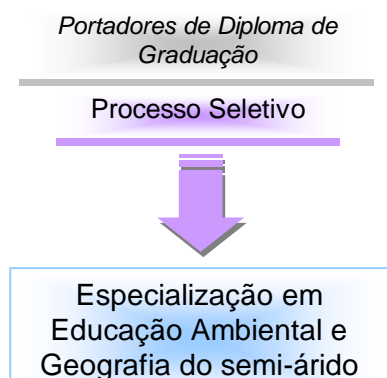 Portadores de Diploma de
Graduação
Processo Seletivo
Especialização em
Educação Ambiental e
Geografia do semi-árido